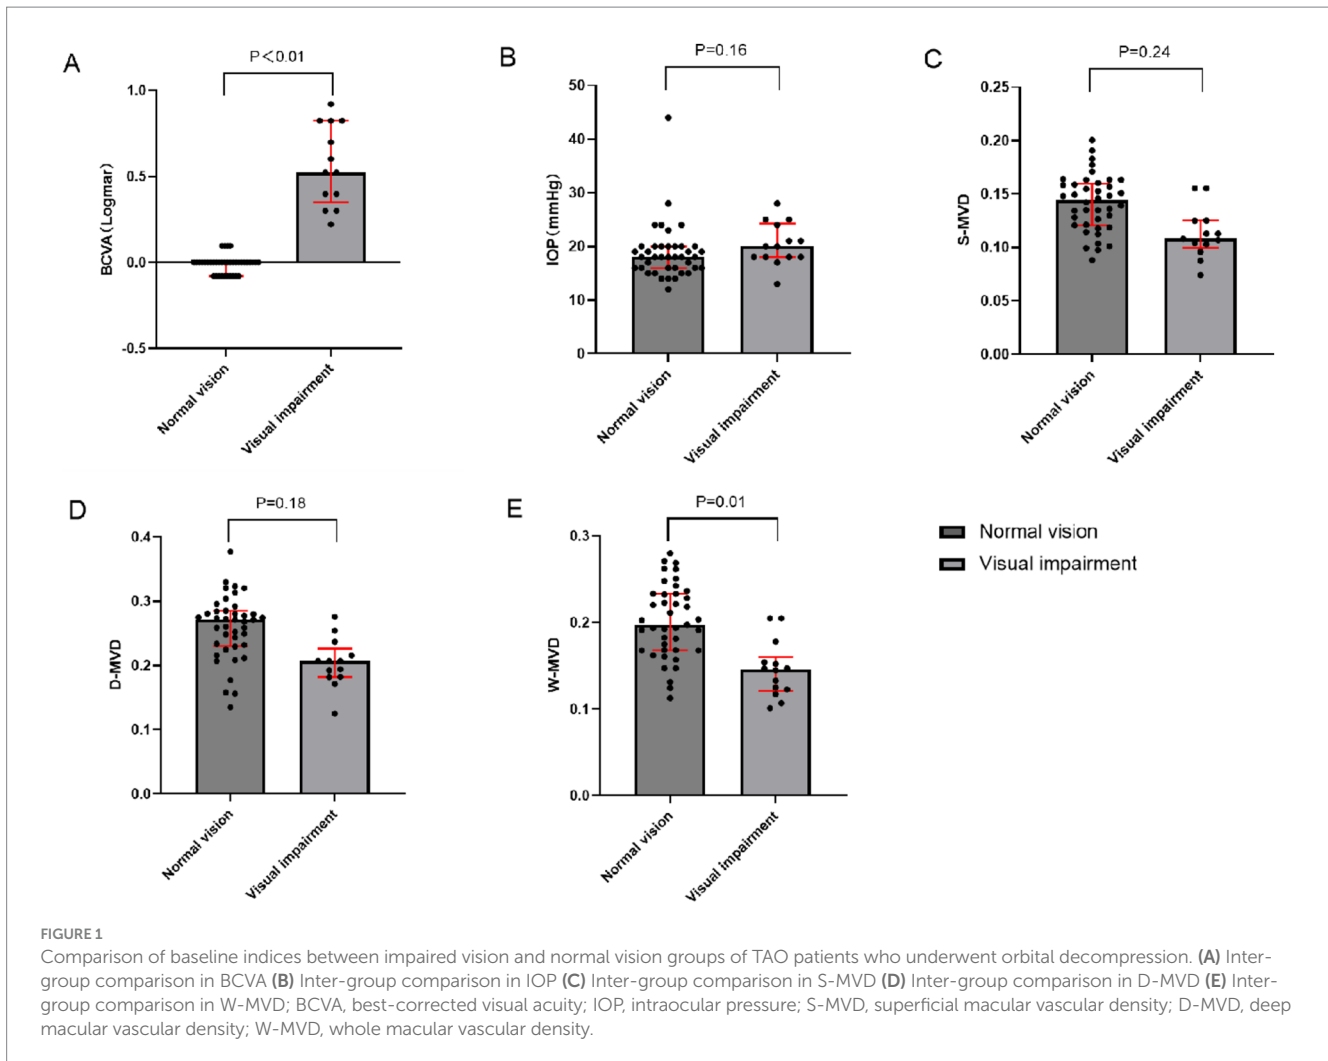 A
P<0.01
BCVA(Logmar)
1.0
0.5
0.0
-0.5
Normal vision
Visual impairment
B
P=0.16
IOP(mmHg)
50
40
30
20
10
0
Normal vision
Visual impairment
C
P=0.24
S-MVD
0.25
0.20
0.15
0.10
0.05
0.00
Normal vision
Visual impairment
D
P=0.18
D-MVD
0.4
0.3
0.2
0.1
0.0
Normal vision
Visual impairment
E
P=0.01
W-MVD
0.3
0.2
0.1
0.0
Normal vision
Visual impairment
Normal vision
Visual impairment
FIGURE 1
Comparison of baseline indices between impaired vision and normal vision groups of TAO patients who underwent orbital decompression. (A) Inter-
group comparison in BCVA (B) Inter-group comparison in IOP (C) Inter-group comparison in S-MVD (D) Inter-group comparison in D-MVD (E) Inter-
group comparison in W-MVD; BCVA, best-corrected visual acuity; IOP, intraocular pressure; S-MVD, superficial macular vascular density; D-MVD, deep
macular vascular density; W-MVD, whole macular vascular density.